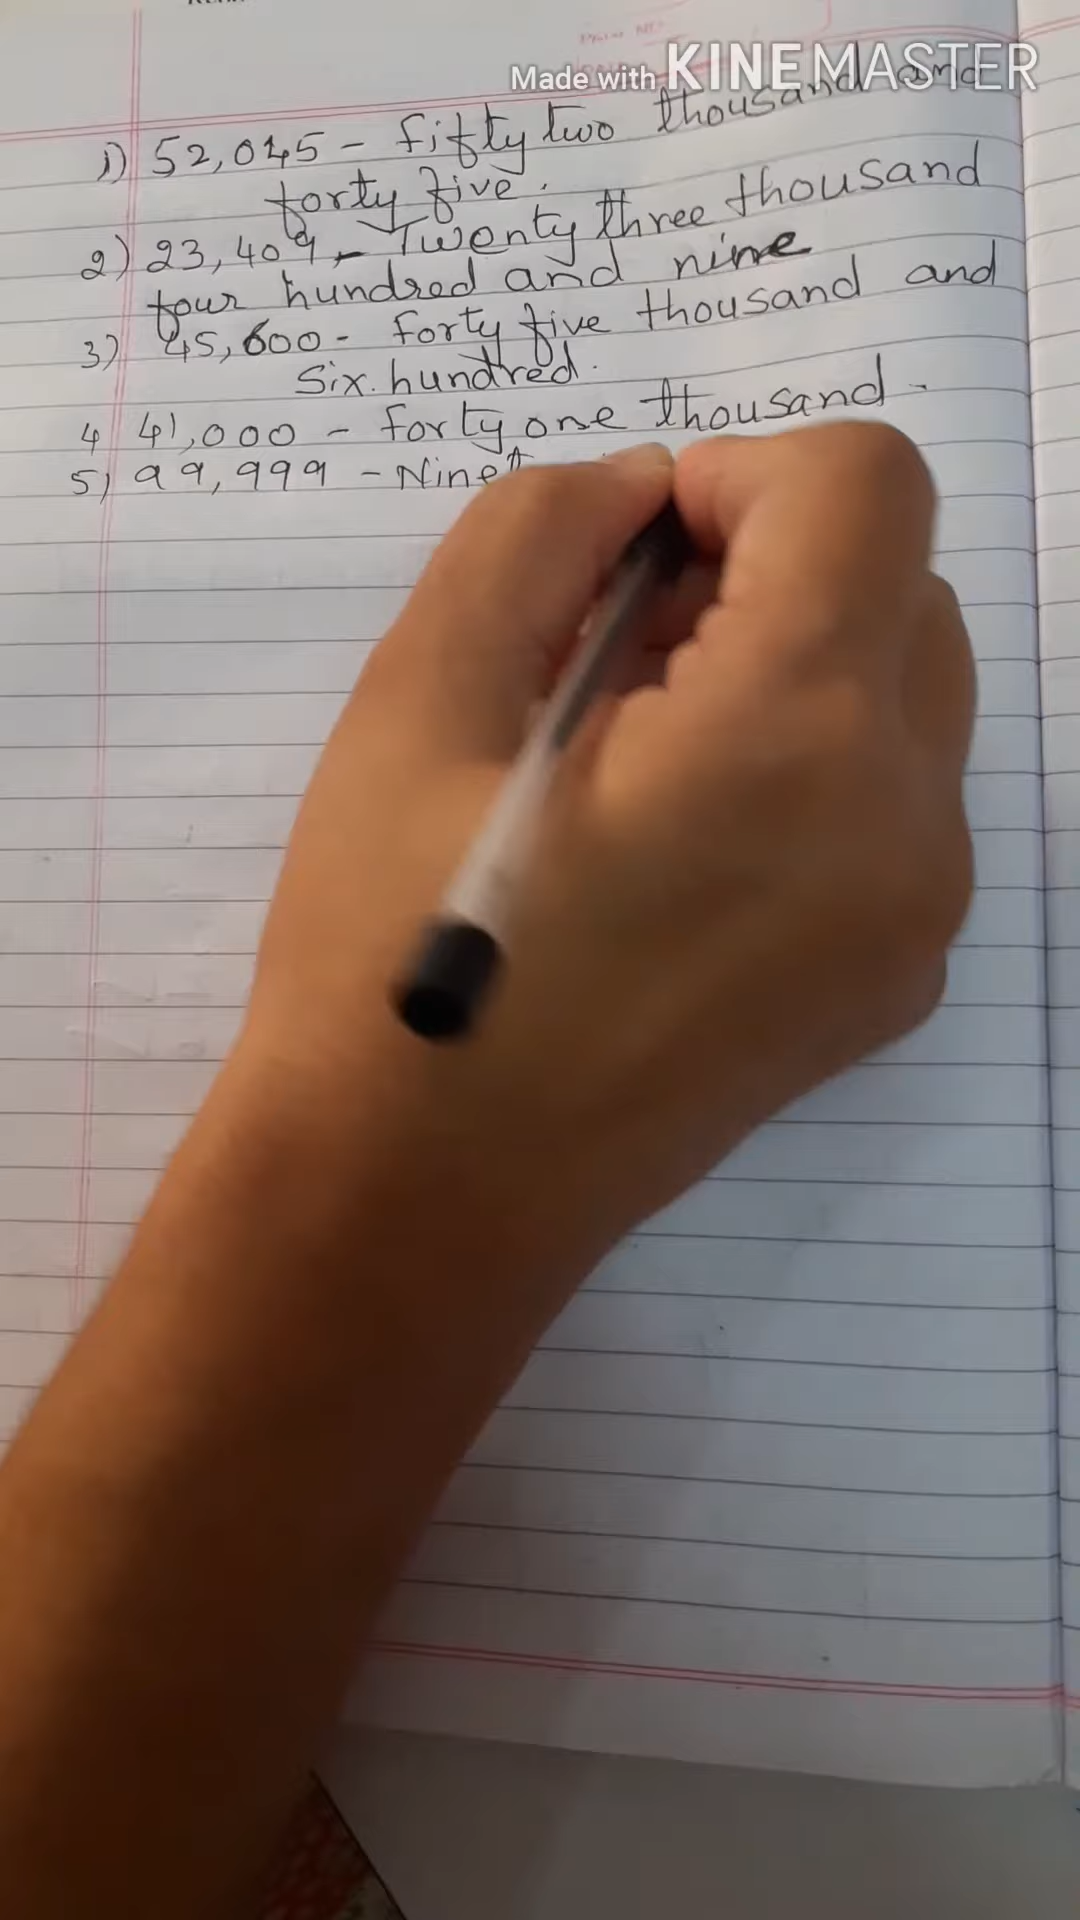 Made with KINEMASTER
1) 52,045 - fifty two thousand and
forty five.
2) 23,409 - Twenty three thousand
four hundred and nine
3) 45,600 - forty five thousand and
Six. hundred.
4 41,000 - forty one thousand.
5) 99,999 -